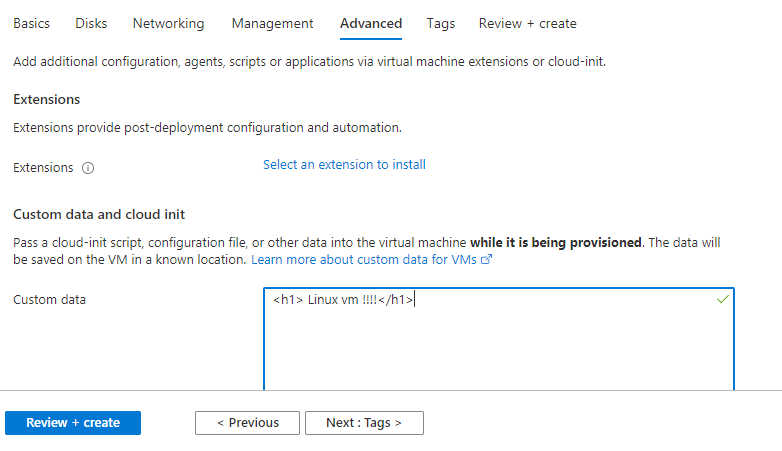 Basics Disks Networking Management Advanced Tags Review + create
Add additional configuration, agents, scripts or applications via virtual machine extensions or cloud-init.
Extensions
Extensions provide post-deployment configuration and automation.
Extensions Select an extension to install
Custom data and cloud init
Pass a cloud-init script, configuration file, or other data into the virtual machine while it is being provisioned. The data will
be saved on the VM in a known location. Learn more about custom data for VMs
Custom data <h1> Linux vm !!!!</h1>
Review + create < Previous Next : Tags >